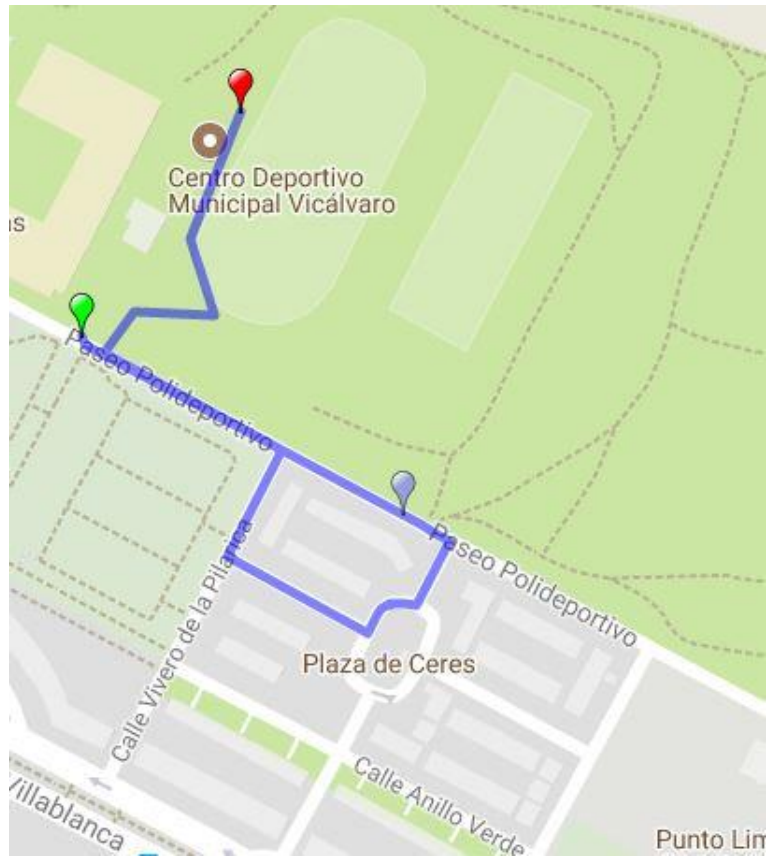 Centro Deportivo
Municipal Vicálvaro
as
Paseo Polideportivo
Paseo Polideportivo
Calle Vivero de la Pilarica
Plaza de Ceres
Calle Anillo Verde
Villablanca
Punto Lim